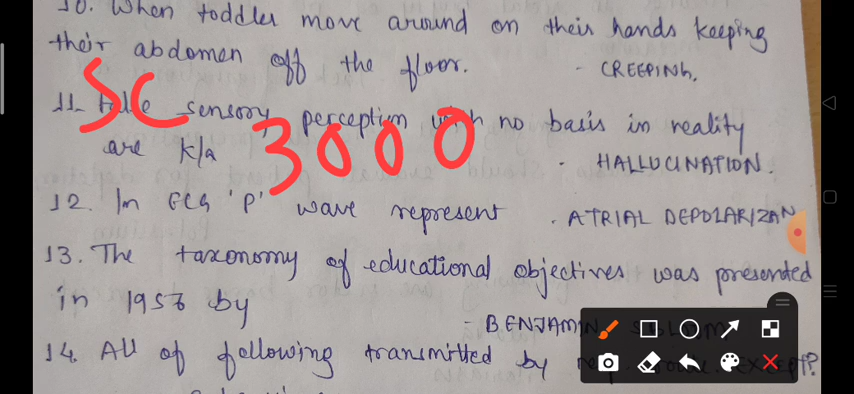 10. When toddler move around on their hands keeping
their abdomen off the floor. - CREEPING.
SC 3000
11. sensory perception with no basis in reality
are k/a - HALLUCINATION.
12. In ECG 'P' wave represent - ATRIAL DEPOLARIZAN
13. The taxonomy of educational objectives was presented
in 1956 by
- BENJAMIN
14. All of following transmitted by EXCEPT?